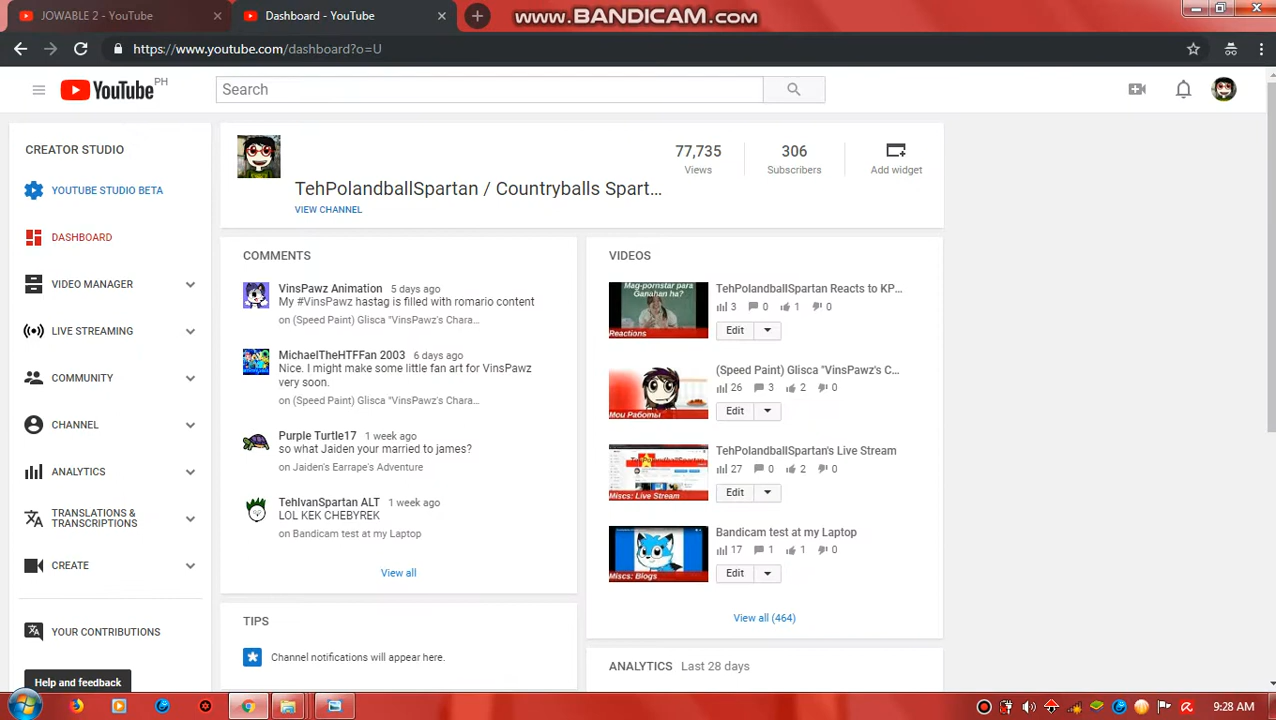 JOWABLE 2 - YouTube
Dashboard - YouTube
www.BANDICAM.com
https://www.youtube.com/dashboard?o=U
YouTube PH
Search
CREATOR STUDIO
YOUTUBE STUDIO BETA
DASHBOARD
VIDEO MANAGER
LIVE STREAMING
COMMUNITY
CHANNEL
ANALYTICS
TRANSLATIONS &
TRANSCRIPTIONS
CREATE
YOUR CONTRIBUTIONS
Help and feedback
TehPolandballSpartan / Countryballs Spart...
VIEW CHANNEL
77,735
Views
306
Subscribers
Add widget
COMMENTS
VinsPawz Animation 5 days ago
My #VinsPawz hastag is filled with romario content
on (Speed Paint) Glisca "VinsPawz's Chara...
MichaelTheHTFFan 2003 6 days ago
Nice. I might make some little fan art for VinsPawz
very soon.
on (Speed Paint) Glisca "VinsPawz's Chara...
Purple Turtle17 1 week ago
so what Jaiden your married to james?
on Jaiden's Earrape's Adventure
TehIvanSpartan ALT 1 week ago
LOL KEK CHEBYREK
on Bandicam test at my Laptop
View all
TIPS
Channel notifications will appear here.
VIDEOS
Mag-pornstar para
Ganahan ha?
Reactions
TehPolandballSpartan Reacts to KP...
3 0 1 0
Edit
Мои Работы
(Speed Paint) Glisca "VinsPawz's C...
26 3 2 0
Edit
TehPolandballSpartan
Miscs: Live Stream
TehPolandballSpartan's Live Stream
27 0 2 0
Edit
Miscs: Blogs
Bandicam test at my Laptop
17 1 1 0
Edit
View all (464)
ANALYTICS Last 28 days
9:28 AM